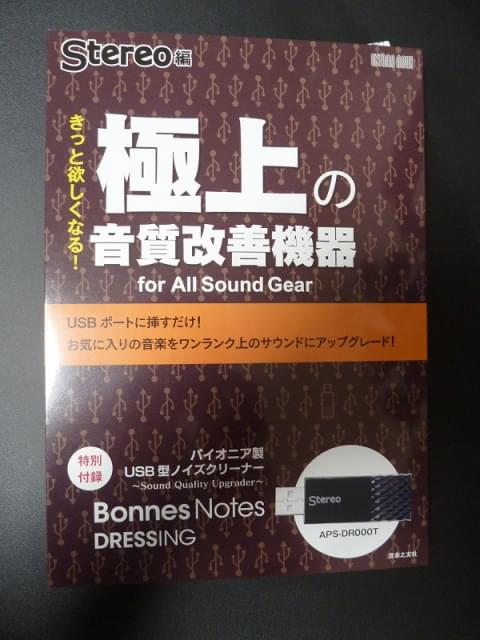 Stereo編
ONTOMO MOOK
きっと欲しくなる!
極上の
音質改善機器
for All Sound Gear
USBポートに挿すだけ!
お気に入りの音楽をワンランク上のサウンドにアップグレード!
特別
付録
パイオニア製
USB型ノイズクリーナー
~Sound Quality Upgrader~
Bonnes Notes
DRESSING
Stereo
APS-DR000T
音楽之友社